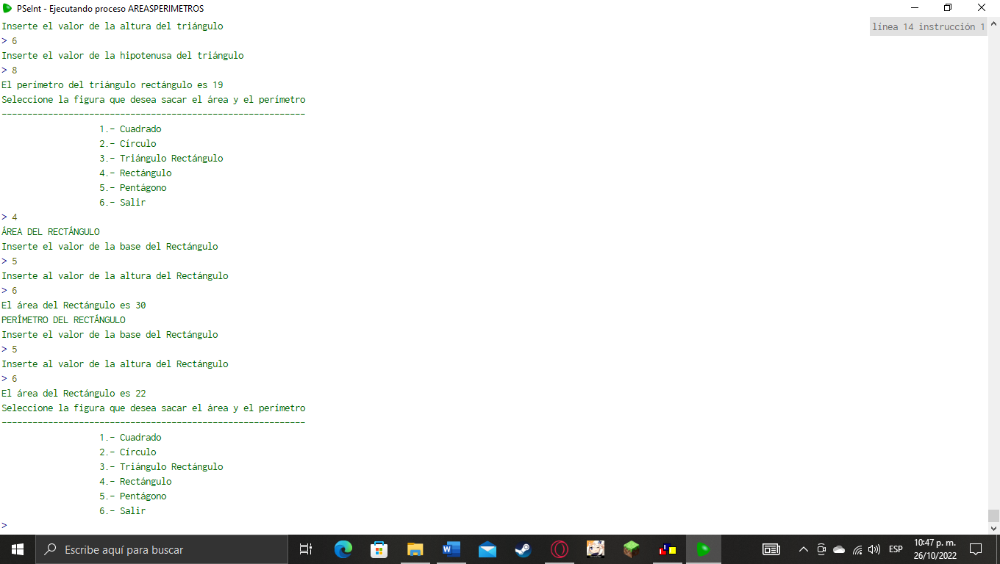 PSeInt - Ejecutando proceso AREASPERIMETROS
línea 14 instrucción 1
Inserte el valor de la altura del triángulo
> 6
Inserte el valor de la hipotenusa del triángulo
> 8
El perímetro del triángulo rectángulo es 19
Seleccione la figura que desea sacar el área y el perímetro
-----------------------------------------------------------
1.- Cuadrado
2.- Círculo
3.- Triángulo Rectángulo
4.- Rectángulo
5.- Pentágono
6.- Salir
> 4
ÁREA DEL RECTÁNGULO
Inserte el valor de la base del Rectángulo
> 5
Inserte al valor de la altura del Rectángulo
> 6
El área del Rectángulo es 30
PERÍMETRO DEL RECTÁNGULO
Inserte el valor de la base del Rectángulo
> 5
Inserte al valor de la altura del Rectángulo
> 6
El área del Rectángulo es 22
Seleccione la figura que desea sacar el área y el perímetro
-----------------------------------------------------------
1.- Cuadrado
2.- Círculo
3.- Triángulo Rectángulo
4.- Rectángulo
5.- Pentágono
6.- Salir
>
Escribe aquí para buscar
ESP
10:47 p. m.
26/10/2022